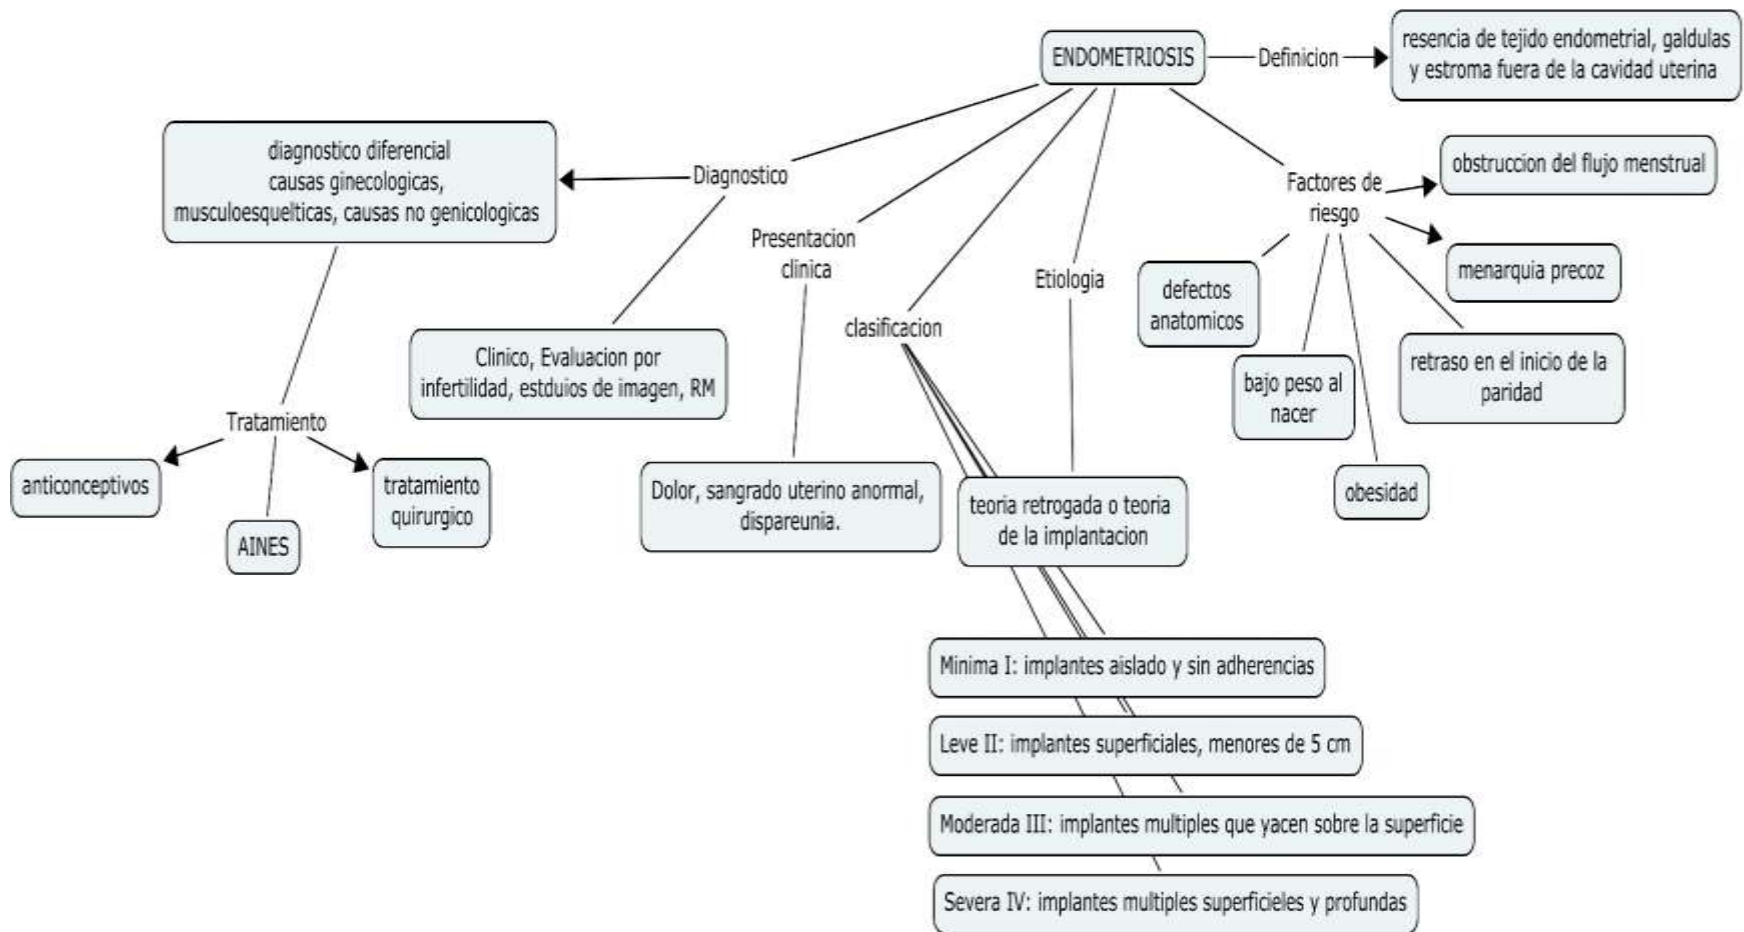 ENDOMETRIOSIS
Definicion
resencia de tejido endometrial, galdulas
y estroma fuera de la cavidad uterina
diagnostico diferencial
causas ginecologicas,
musculoesquelticas, causas no genicologicas
Diagnostico
Clinico, Evaluacion por
infertilidad, estduios de imagen, RM
Tratamiento
anticonceptivos
AINES
tratamiento
quirurgico
Presentacion
clinica
Dolor, sangrado uterino anormal,
dispareunia.
clasificacion
Minima I: implantes aislado y sin adherencias
Leve II: implantes superficiales, menores de 5 cm
Moderada III: implantes multiples que yacen sobre la superficie
Severa IV: implantes multiples superficieles y profundas
Etiologia
teoria retrogada o teoria
de la implantacion
Factores de
riesgo
obstruccion del flujo menstrual
menarquia precoz
retraso en el inicio de la
paridad
obesidad
bajo peso al
nacer
defectos
anatomicos